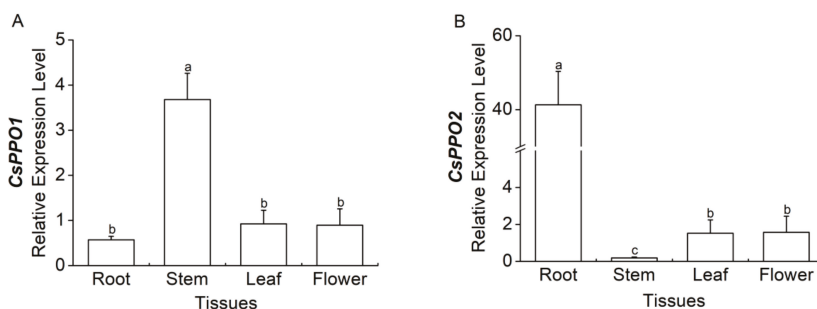 A
CsPPO1
Relative Expression Level
5
4
3
2
1
0
b
a
b
b
Root Stem Leaf Flower
Tissues
B
CsPPO2
Relative Expression Level
60
40
4
2
0
a
c
b
b
Root Stem Leaf Flower
Tissues